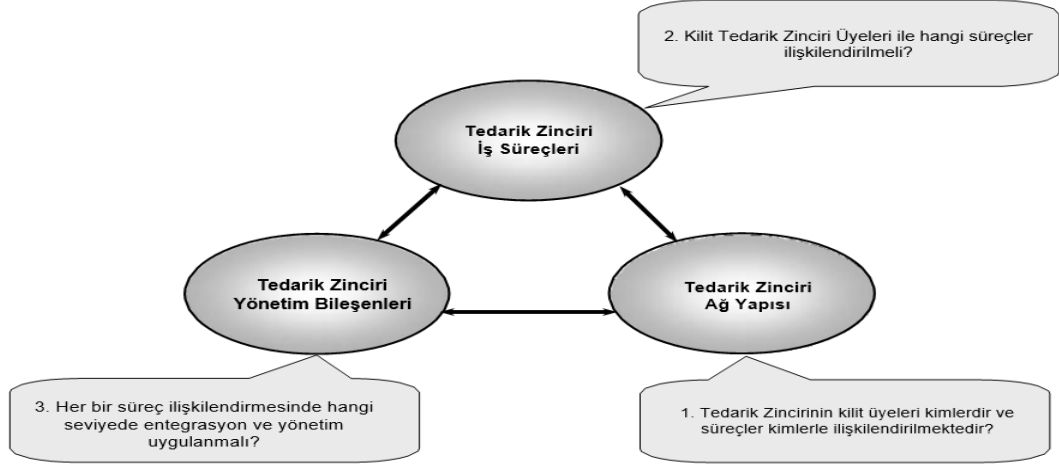 2. Kilit Tedarik Zinciri Üyeleri ile hangi süreçler
ilişkilendirilmeli?
Tedarik Zinciri
İş Süreçleri
Tedarik Zinciri
Yönetim Bileşenleri
Tedarik Zinciri
Ağ Yapısı
3. Her bir süreç ilişkilendirmesinde hangi
seviyede entegrasyon ve yönetim
uygulanmalı?
1. Tedarik Zincirinin kilit üyeleri kimlerdir ve
süreçler kimlerle ilişkilendirilmektedir?